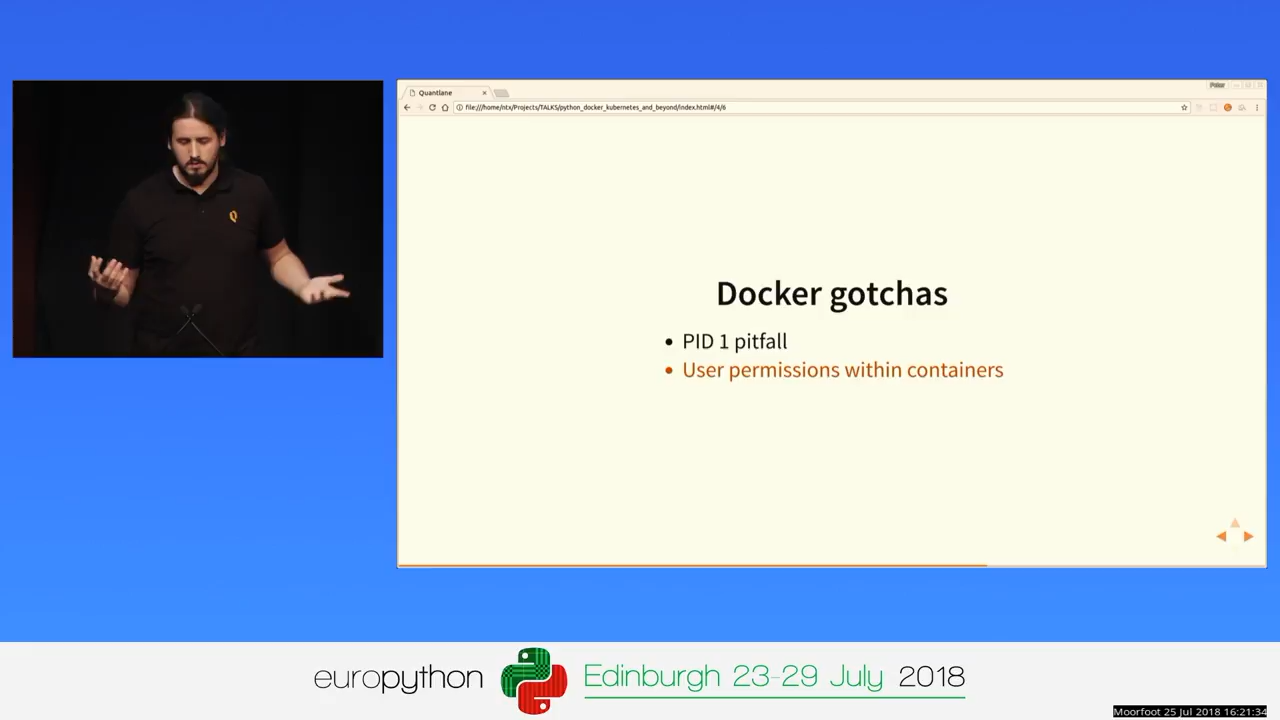 Quantlane
Peter
file:///home/ntx/Projects/TALKS/python_docker_kubernetes_and_beyond/index.html#/4/6
Docker gotchas
PID 1 pitfall
User permissions within containers
europython
Edinburgh 23-29 July 2018
Moorfoot 25 Jul 2018 16:21:34